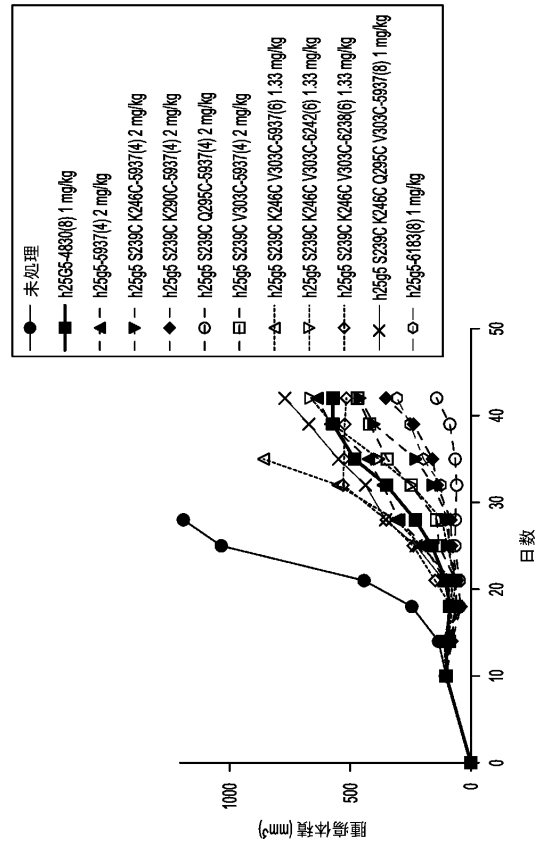 未処理
h25G5-4830(8) 1 mg/kg
h25g5-5937(4) 2 mg/kg
h25g5 S239C K246C-5937(4) 2 mg/kg
h25g5 S239C K290C-5937(4) 2 mg/kg
h25g5 S239C Q295C-5937(4) 2 mg/kg
h25g5 S239C V303C-5937(4) 2 mg/kg
h25g5 S239C K246C V303C-5937(6) 1.33 mg/kg
h25g5 S239C K246C V303C-6242(6) 1.33 mg/kg
h25g5 S239C K246C V303C-6238(6) 1.33 mg/kg
h25g5 S239C K246C Q295C V303C-5937(8) 1 mg/kg
h25g5-6183(8) 1 mg/kg
腫瘍体積 (mm³)
1000
500
0
0
10
20
30
40
50
日数